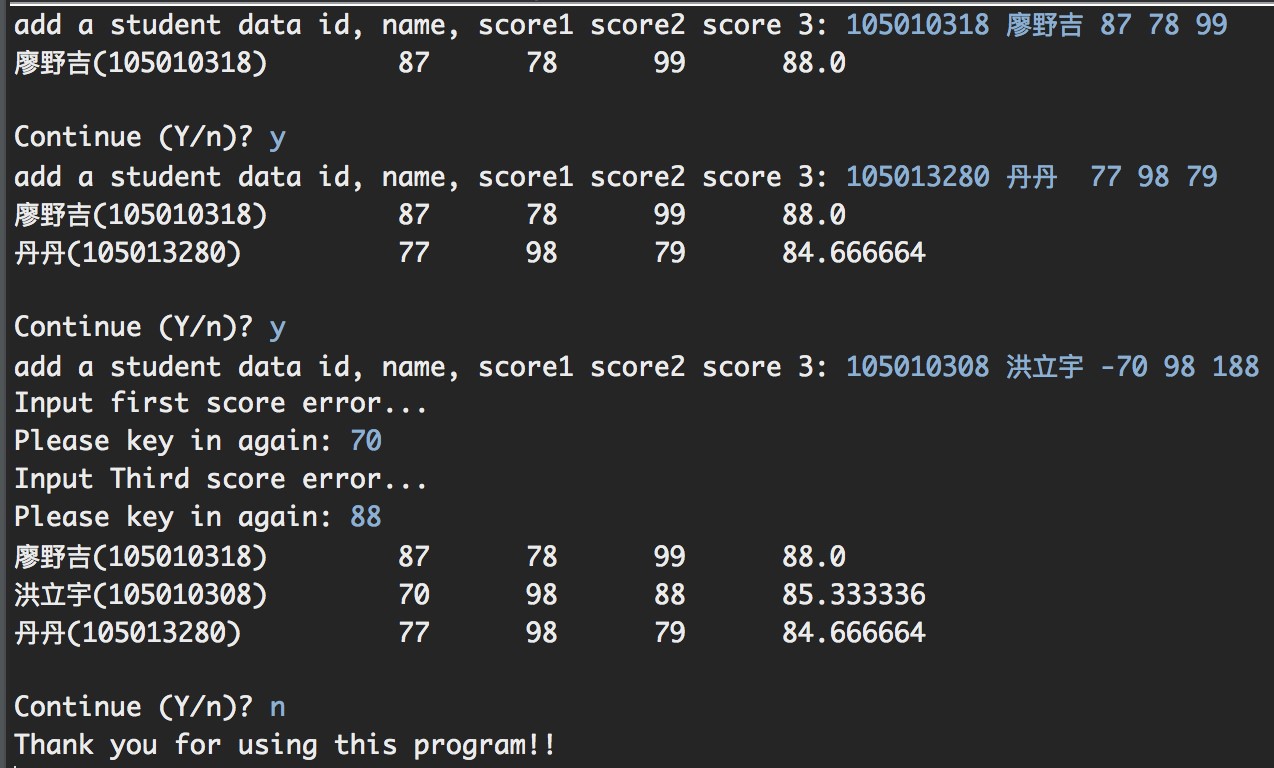 add a student data id, name, score1 score2 score 3: 105010318 廖野吉 87 78 99
廖野吉(105010318) 87 78 99 88.0
Continue (Y/n)? y
add a student data id, name, score1 score2 score 3: 105013280 丹丹  77 98 79
廖野吉(105010318) 87 78 99 88.0
丹丹(105013280) 77 98 79 84.666664
Continue (Y/n)? y
add a student data id, name, score1 score2 score 3: 105010308 洪立宇 -70 98 188
Input first score error...
Please key in again: 70
Input Third score error...
Please key in again: 88
廖野吉(105010318) 87 78 99 88.0
洪立宇(105010308) 70 98 88 85.333336
丹丹(105013280) 77 98 79 84.666664
Continue (Y/n)? n
Thank you for using this program!!